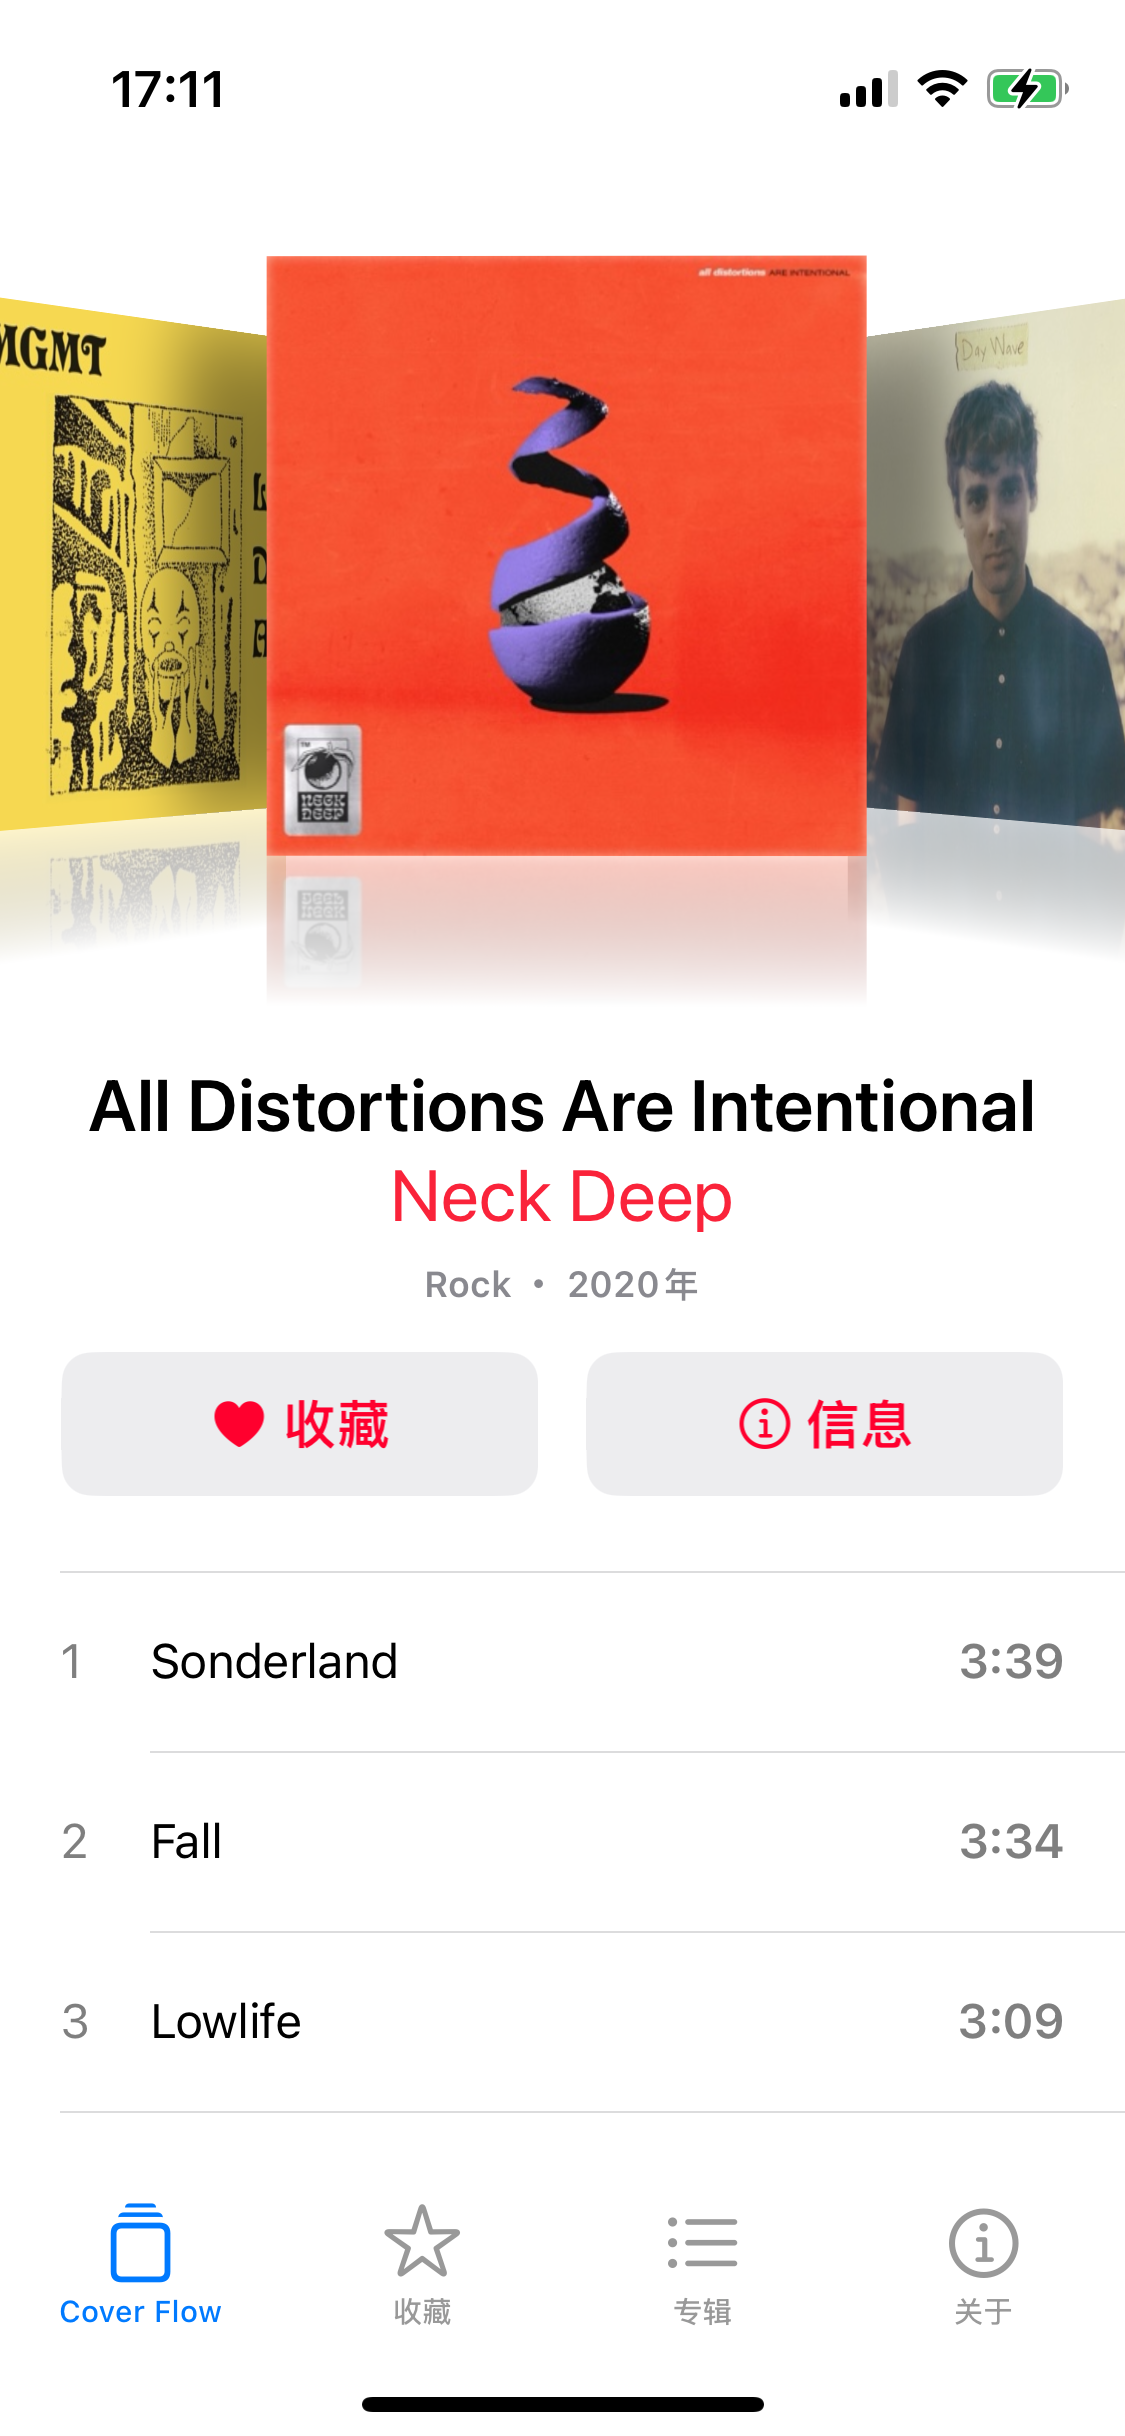 17:11
MGMT
all distortions ARE INTENTIONAL
Day Wave
TM
NECK
DEEP
All Distortions Are Intentional
Neck Deep
Rock • 2020年
收藏
信息
1 Sonderland 3:39
2 Fall 3:34
3 Lowlife 3:09
Cover Flow
收藏
专辑
关于